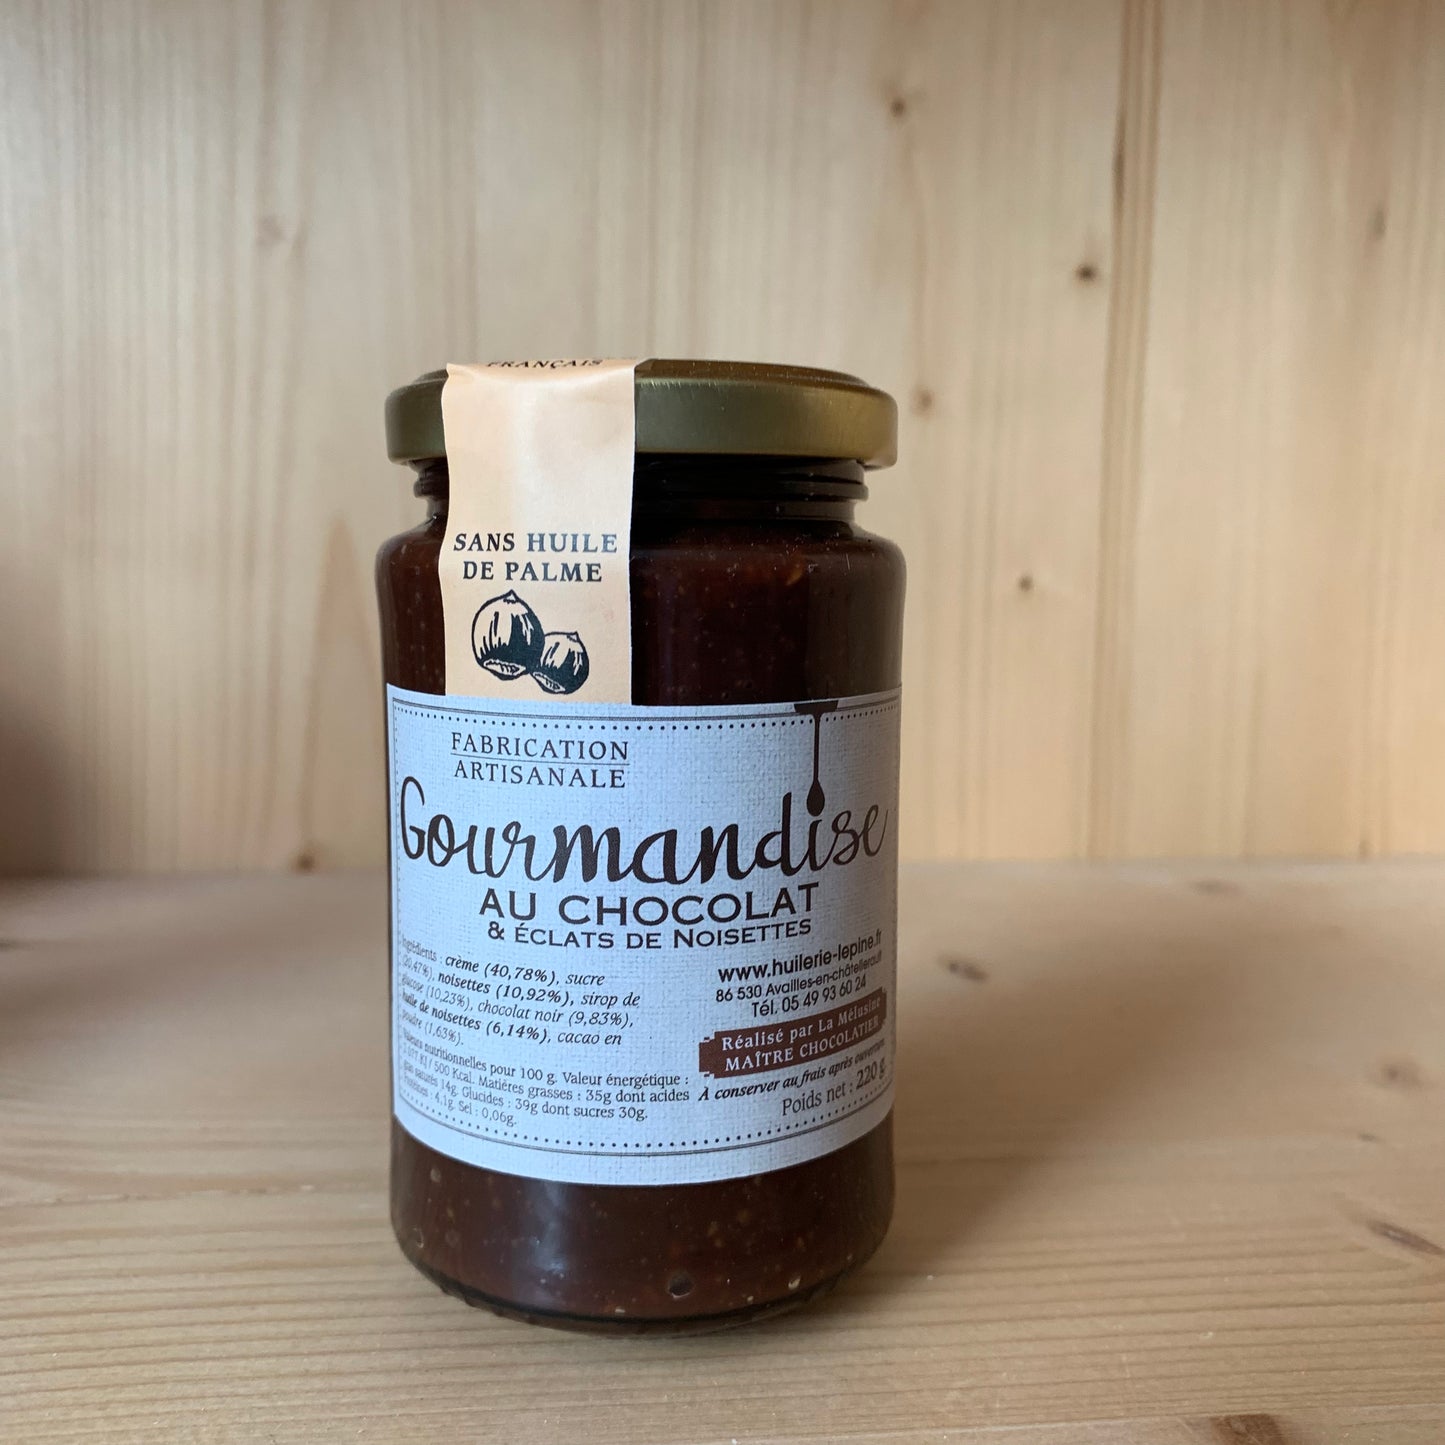 FRANÇAIS
SANS HUILE
DE PALME
FABRICATION
ARTISANALE
Gourmandise
AU CHOCOLAT
& ÉCLATS DE NOISETTES
Ingrédients : crème (40,78%), sucre
(20,47%), noisettes (10,92%), sirop de
glucose (10,23%), chocolat noir (9,83%),
huile de noisettes (6,14%), cacao en
poudre (1,63%).
Valeurs nutritionnelles pour 100 g. Valeur énergétique :
KJ / 500 Kcal. Matières grasses : 35g dont acides
gras saturés 14g. Glucides : 39g dont sucres 30g.
Protéines : 4,1g. Sel : 0,06g.
www.huilerie-lepine.fr
86 530 Availles-en-châtellerault
Tél. 05 49 93 60 24
Réalisé par La Mélusine
MAÎTRE CHOCOLATIER
À conserver au frais après ouverture
Poids net : 220 g